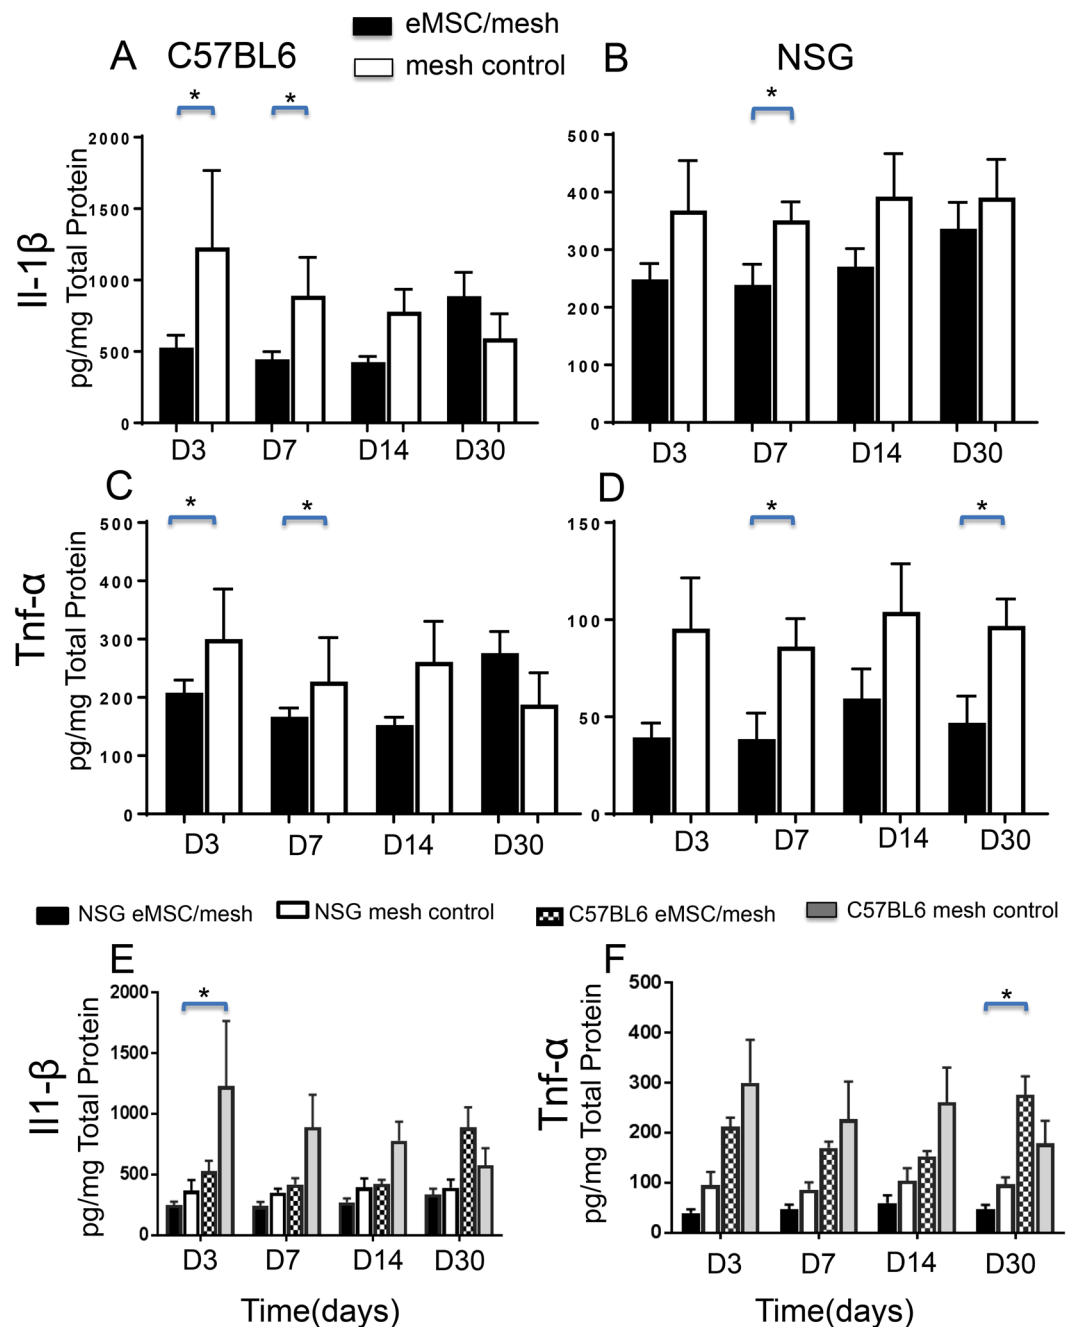 eMSC/mesh
mesh control
A C57BL6
B NSG
* *
*
Il-1β
pg/mg Total Protein
2000
1500
1000
500
0
D3 D7 D14 D30
500
400
300
200
100
0
D3 D7 D14 D30
C
* *
D
* *
Tnf-α
pg/mg Total Protein
500
400
300
200
100
0
D3 D7 D14 D30
150
100
50
0
D3 D7 D14 D30
NSG eMSC/mesh NSG mesh control C57BL6 eMSC/mesh C57BL6 mesh control
E
*
Il1-β
pg/mg Total Protein
2000
1500
1000
500
0
D3 D7 D14 D30
Time(days)
F
*
Tnf-α
pg/mg Total Protein
500
400
300
200
100
0
D3 D7 D14 D30
Time(days)